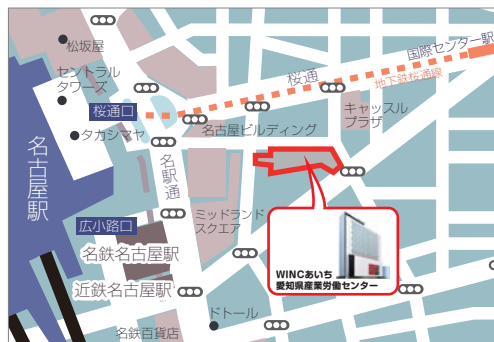 松坂屋
セントラル
タワーズ
桜通口
タカシマヤ
名古屋駅
広小路口
名鉄名古屋駅
近鉄名古屋駅
名鉄百貨店
名駅通
ミッドランド
スクエア
ドトール
名古屋ビルディング
桜通
地下鉄桜通線
国際センター駅
キャッスル
プラザ
WINCあいち
愛知県産業労働センター